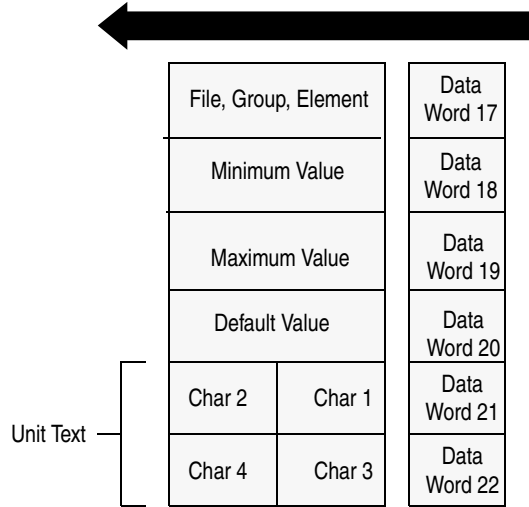 File, Group, Element
Data
Word 17
Minimum Value
Data
Word 18
Maximum Value
Data
Word 19
Default Value
Data
Word 20
Unit Text
Char 2
Char 1
Data
Word 21
Char 4
Char 3
Data
Word 22